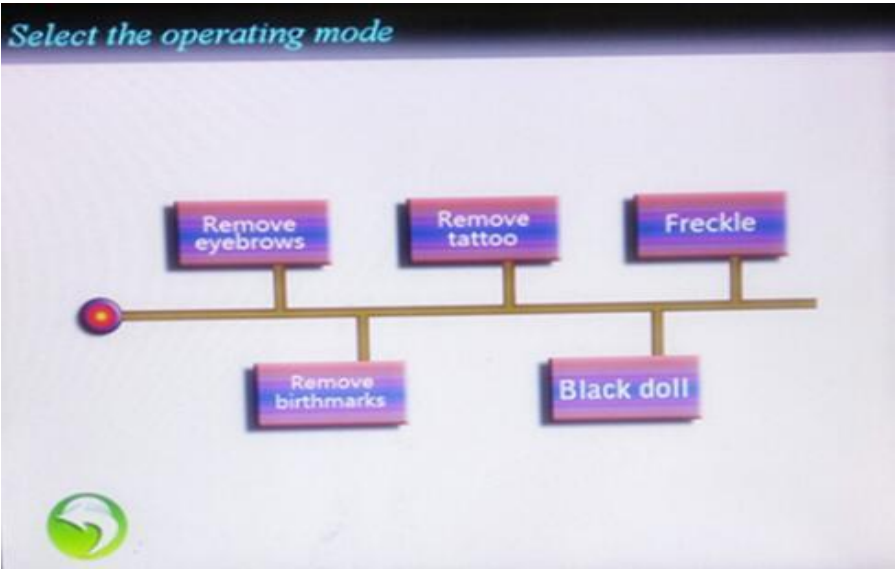 Select the operating mode
Remove
eyebrows
Remove
tattoo
Freckle
Remove
birthmarks
Black doll